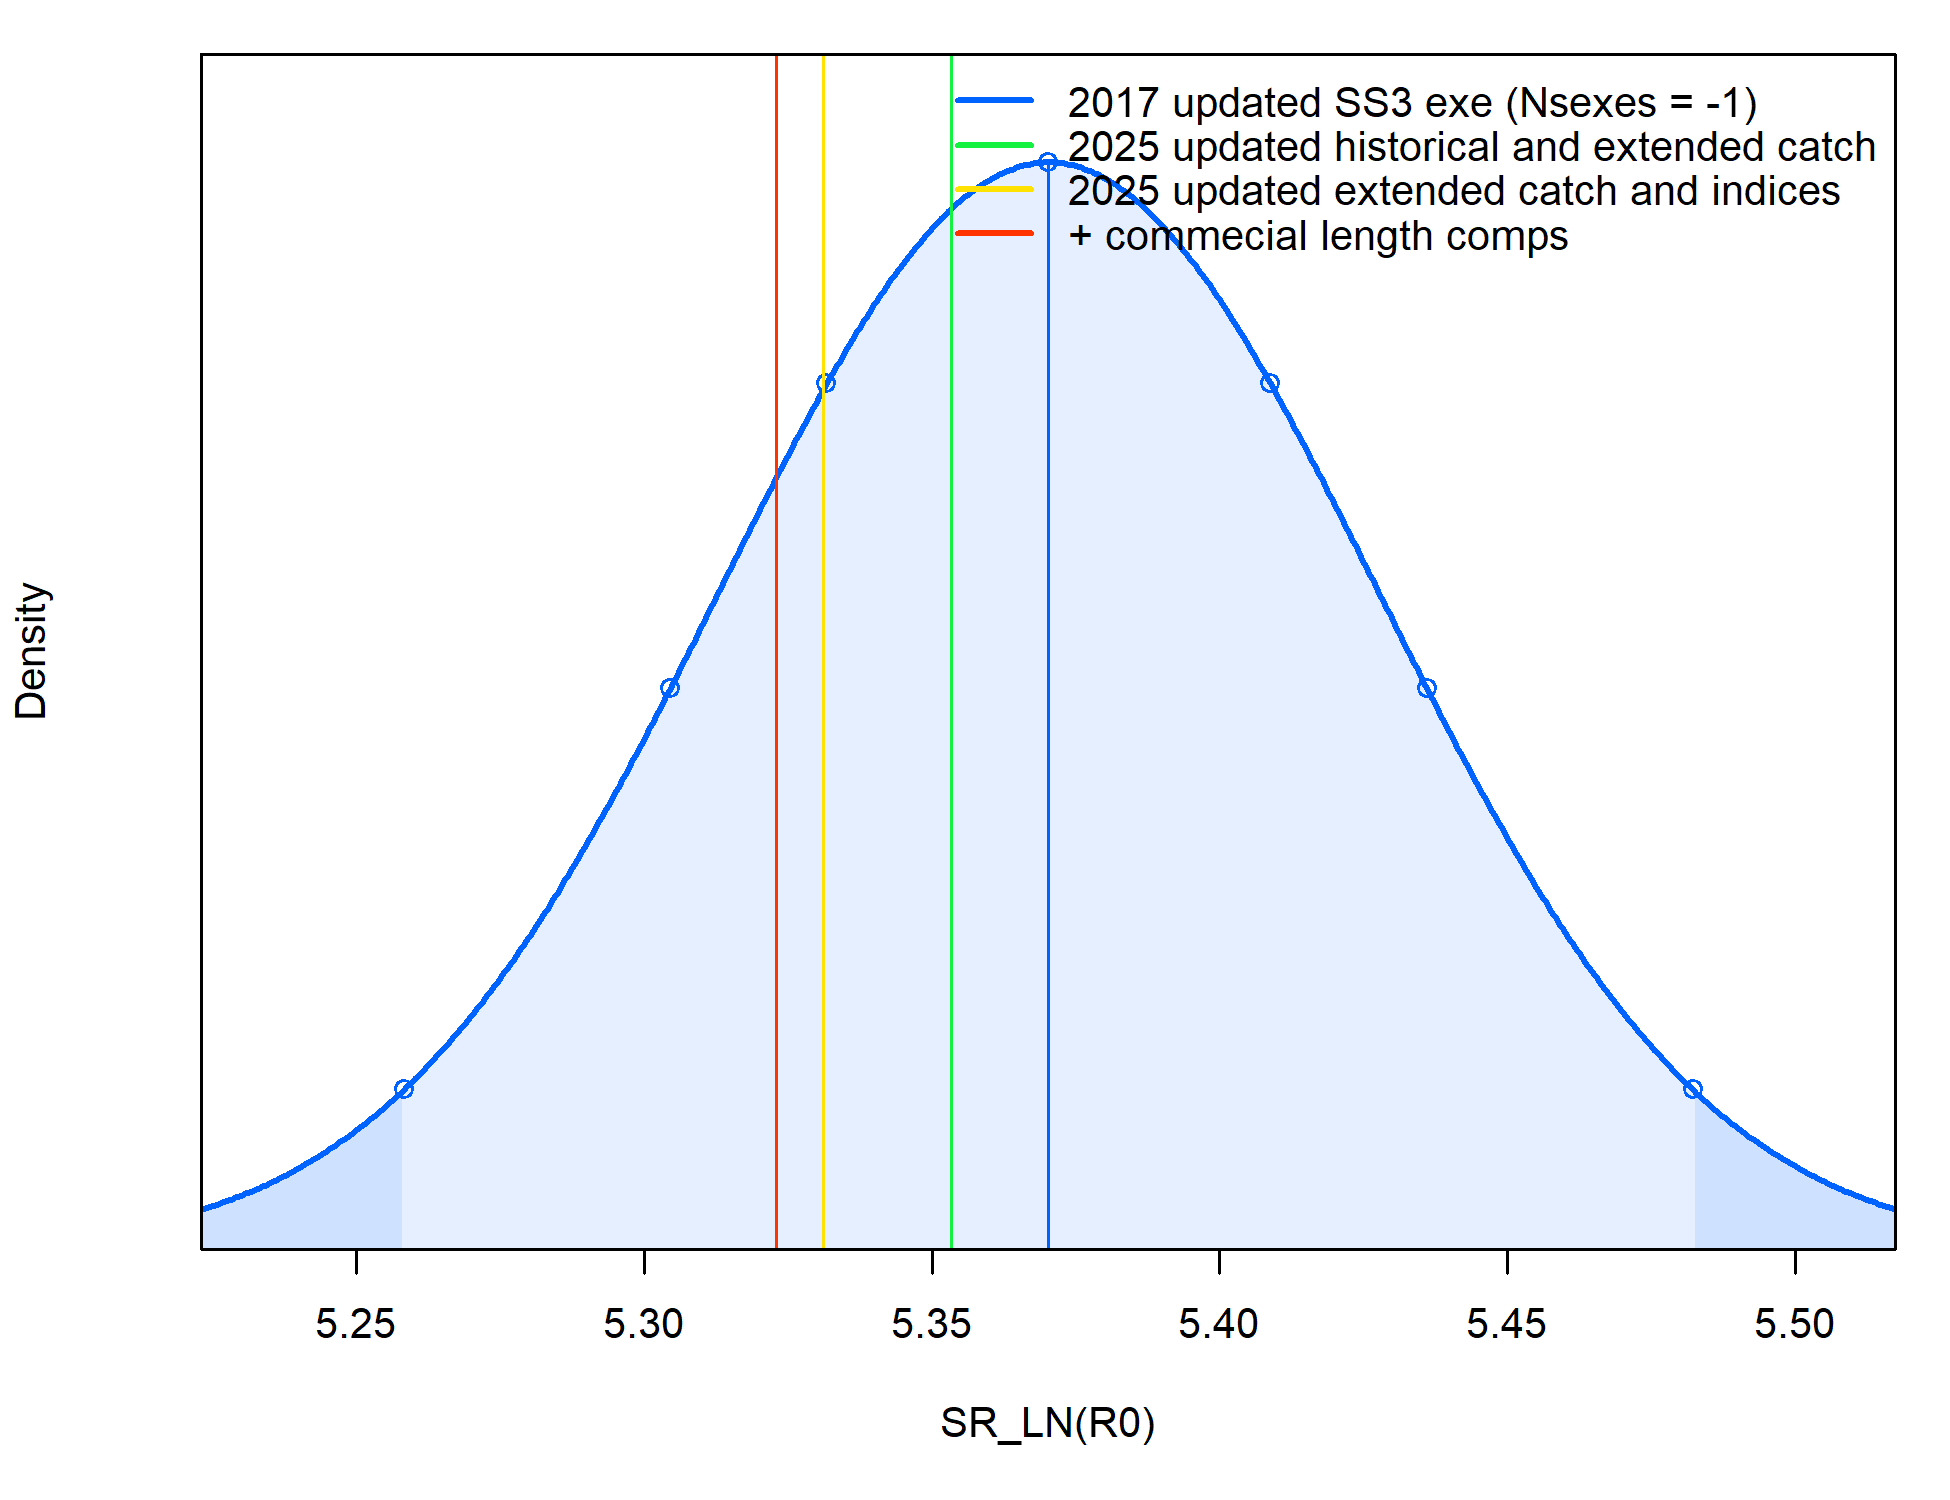 2017 updated SS3 exe (Nsexes = -1)
2025 updated historical and extended catch
2025 updated extended catch and indices
+ commecial length comps
Density
5.25 5.30 5.35 5.40 5.45 5.50
SR_LN(R0)